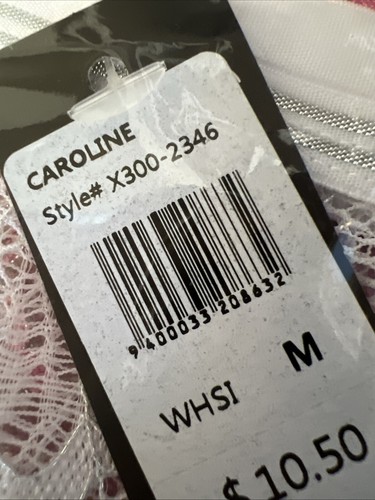 CAROLINE
Style# X300-2346
9 400033 208632
M
WHSI
$10.50